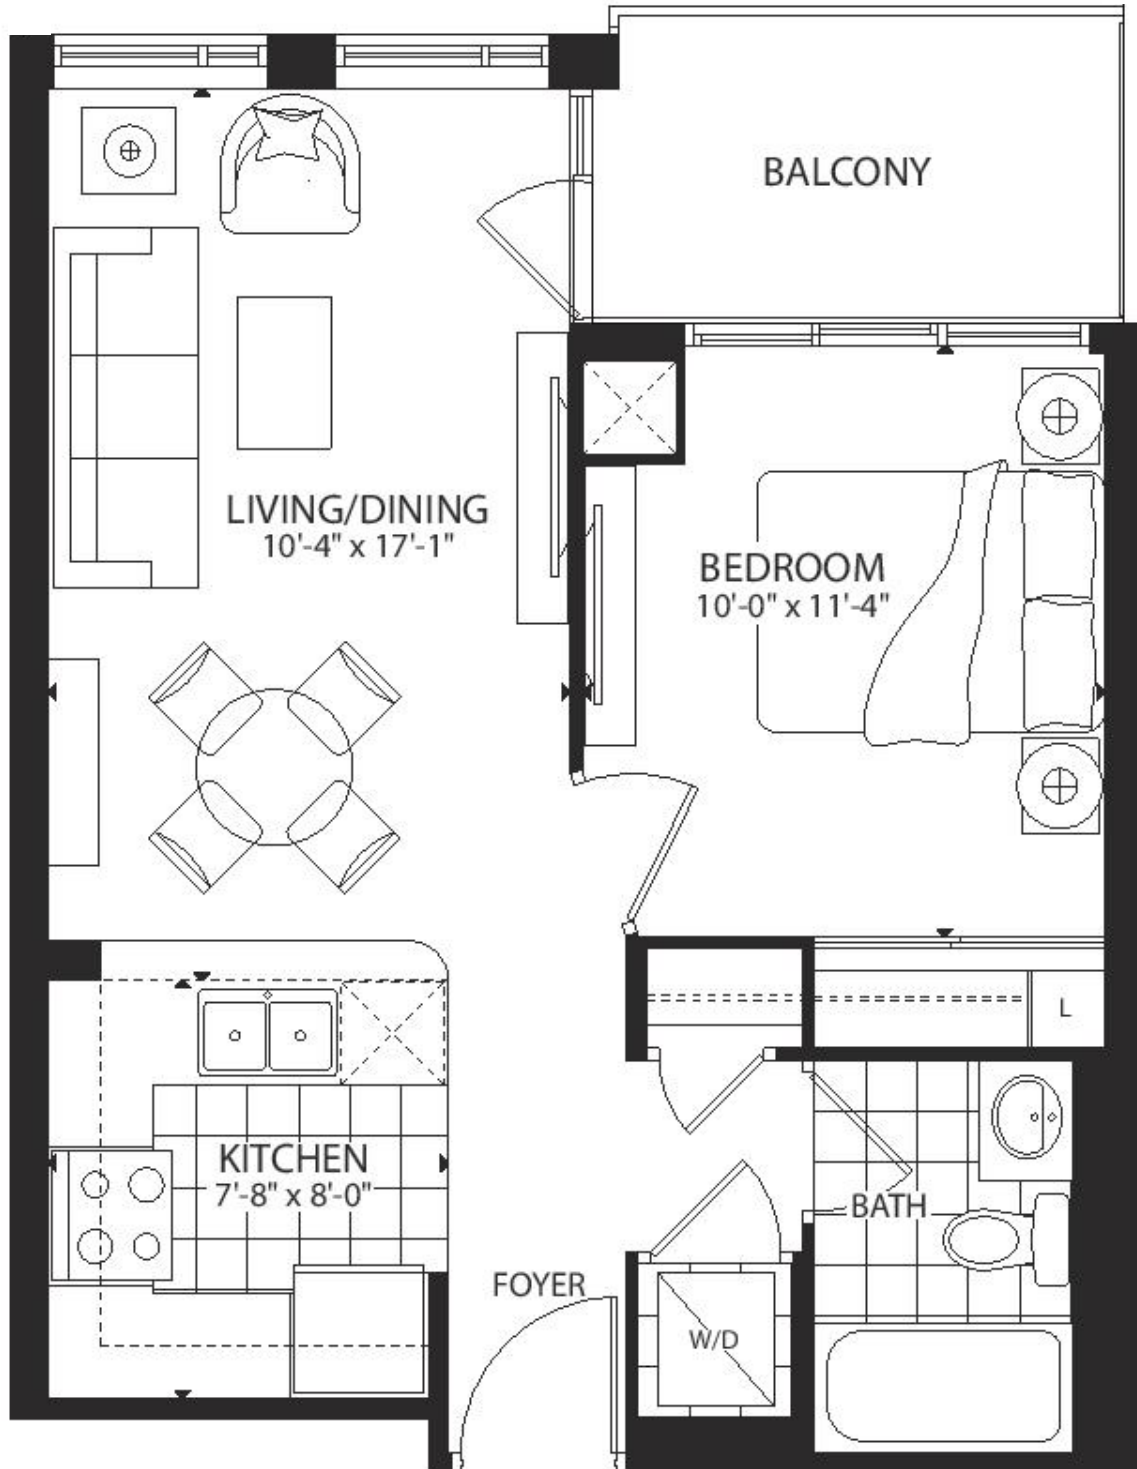 BALCONY
LIVING/DINING
10'-4" x 17'-1"
BEDROOM
10'-0" x 11'-4"
L
KITCHEN
7'-8" x 8'-0"
BATH
FOYER
W/D